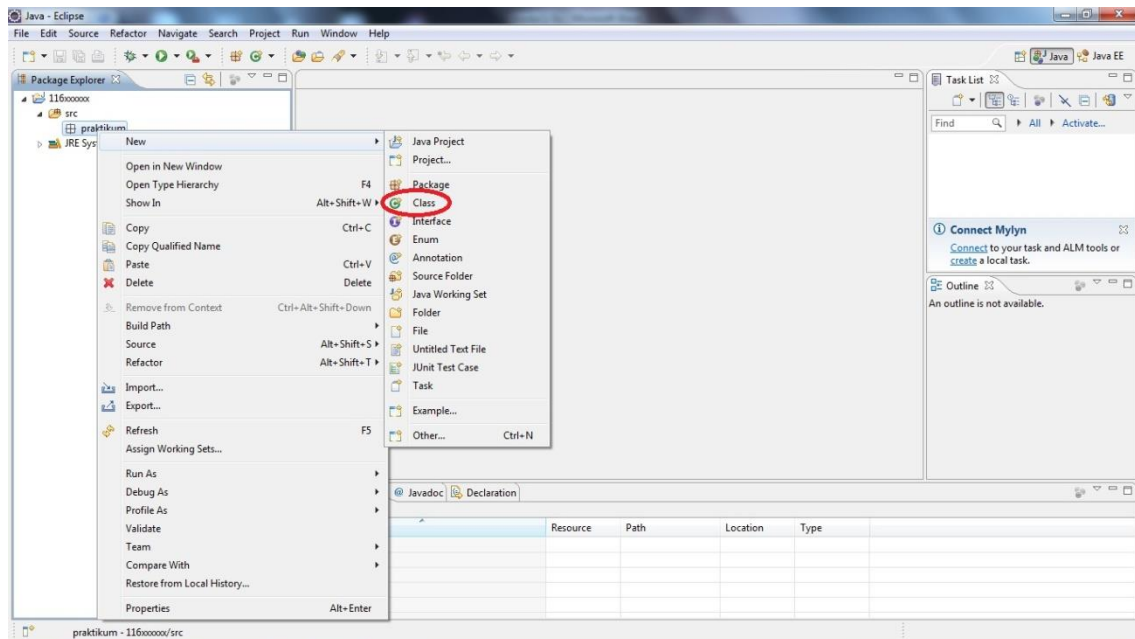 Java - Eclipse
File Edit Source Refactor Navigate Search Project Run Window Help
Java Java EE
Package Explorer
116xxxxxx
src
praktikum
JRE Sys
New
Open in New Window
Open Type Hierarchy F4
Show In Alt+Shift+W
Copy Ctrl+C
Copy Qualified Name
Paste Ctrl+V
Delete Delete
Remove from Context Ctrl+Alt+Shift+Down
Build Path
Source Alt+Shift+S
Refactor Alt+Shift+T
Import...
Export...
Refresh F5
Assign Working Sets...
Run As
Debug As
Profile As
Validate
Team
Compare With
Restore from Local History...
Properties Alt+Enter
Java Project
Project...
Package
Class
Interface
Enum
Annotation
Source Folder
Java Working Set
Folder
File
Untitled Text File
JUnit Test Case
Task
Example...
Other... Ctrl+N
Task List
Find All Activate...
Connect Mylyn
Connect to your task and ALM tools or
create a local task.
Outline
An outline is not available.
@ Javadoc Declaration
Resource Path Location Type
praktikum - 116xxxxxx/src